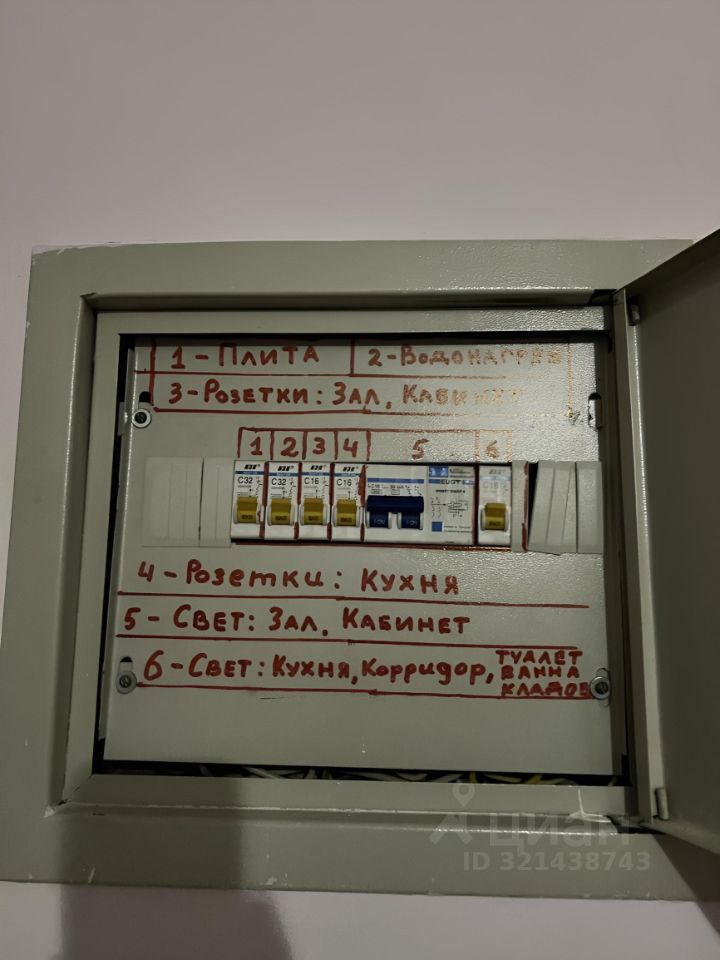 1 - ПЛИТА 2 - ВОДОНАГРЕВ
3 - РОЗЕТКИ: ЗАЛ, КАБИНЕТ
1 2 3 4 5 6
C32 C32 C16 C16 C16
4 - РОЗЕТКИ: КУХНЯ
5 - СВЕТ: ЗАЛ, КАБИНЕТ
6 - СВЕТ: КУХНЯ, Корридор, ТУАЛЕТ
ВАННА
КЛАДОВ
циан
ID 321438743